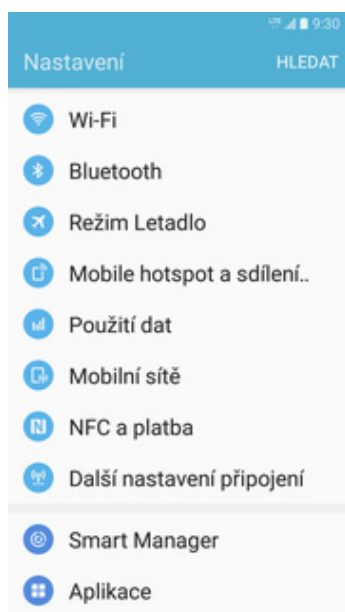 LTE 9:30
Nastavení HLEDAT
Wi-Fi
Bluetooth
Režim Letadlo
Mobile hotspot a sdílení..
Použití dat
Mobilní sítě
NFC a platba
Další nastavení připojení
Smart Manager
Aplikace